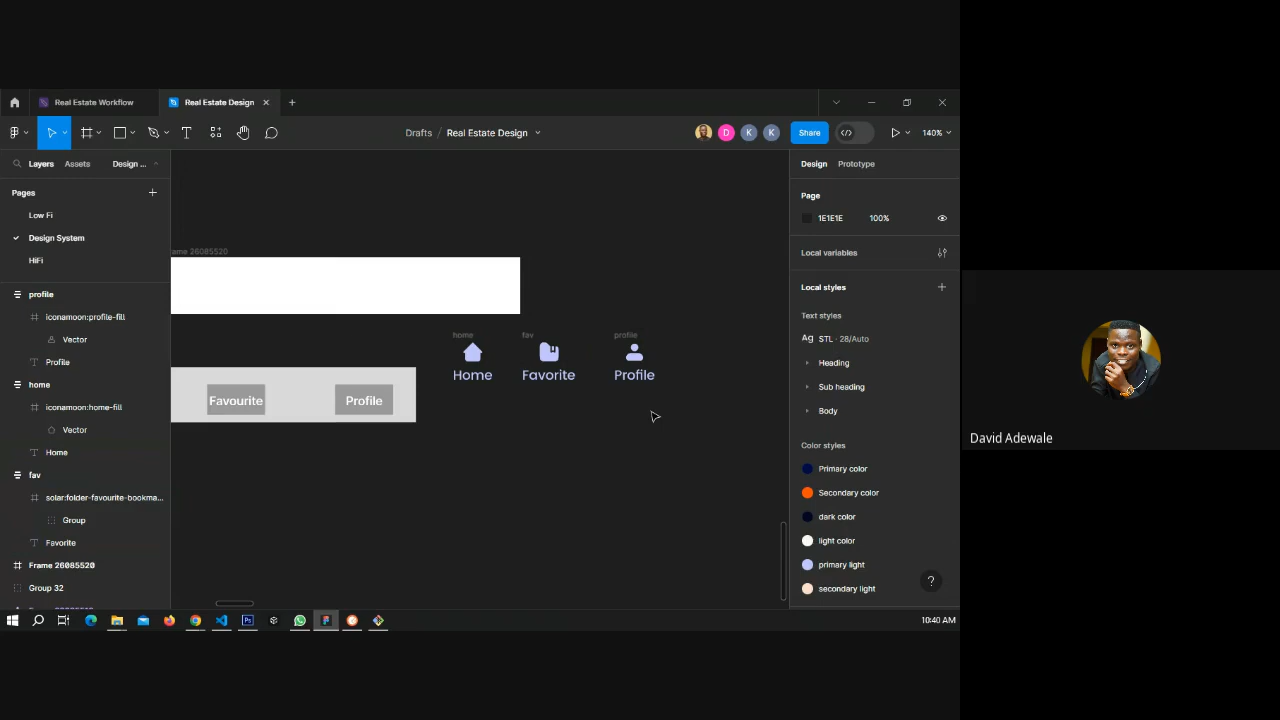 Real Estate Workflow
Real Estate Design
Drafts / Real Estate Design
D
K
K
Share
140%
Layers
Assets
Design ...
Pages
Low Fi
Design System
HiFi
profile
iconamoon:profile-fill
Vector
Profile
home
iconamoon:home-fill
Vector
Home
fav
solar:folder-favourite-bookma...
Group
Favorite
Frame 26085520
Group 32
ame 26085520
home
fav
profile
Home
Favorite
Profile
Favourite
Profile
Design
Prototype
Page
1E1E1E
100%
Local variables
Local styles
Text styles
Ag STL · 28/Auto
Heading
Sub heading
Body
Color styles
Primary color
Secondary color
dark color
light color
primary light
secondary light
?
10:40 AM
David Adewale